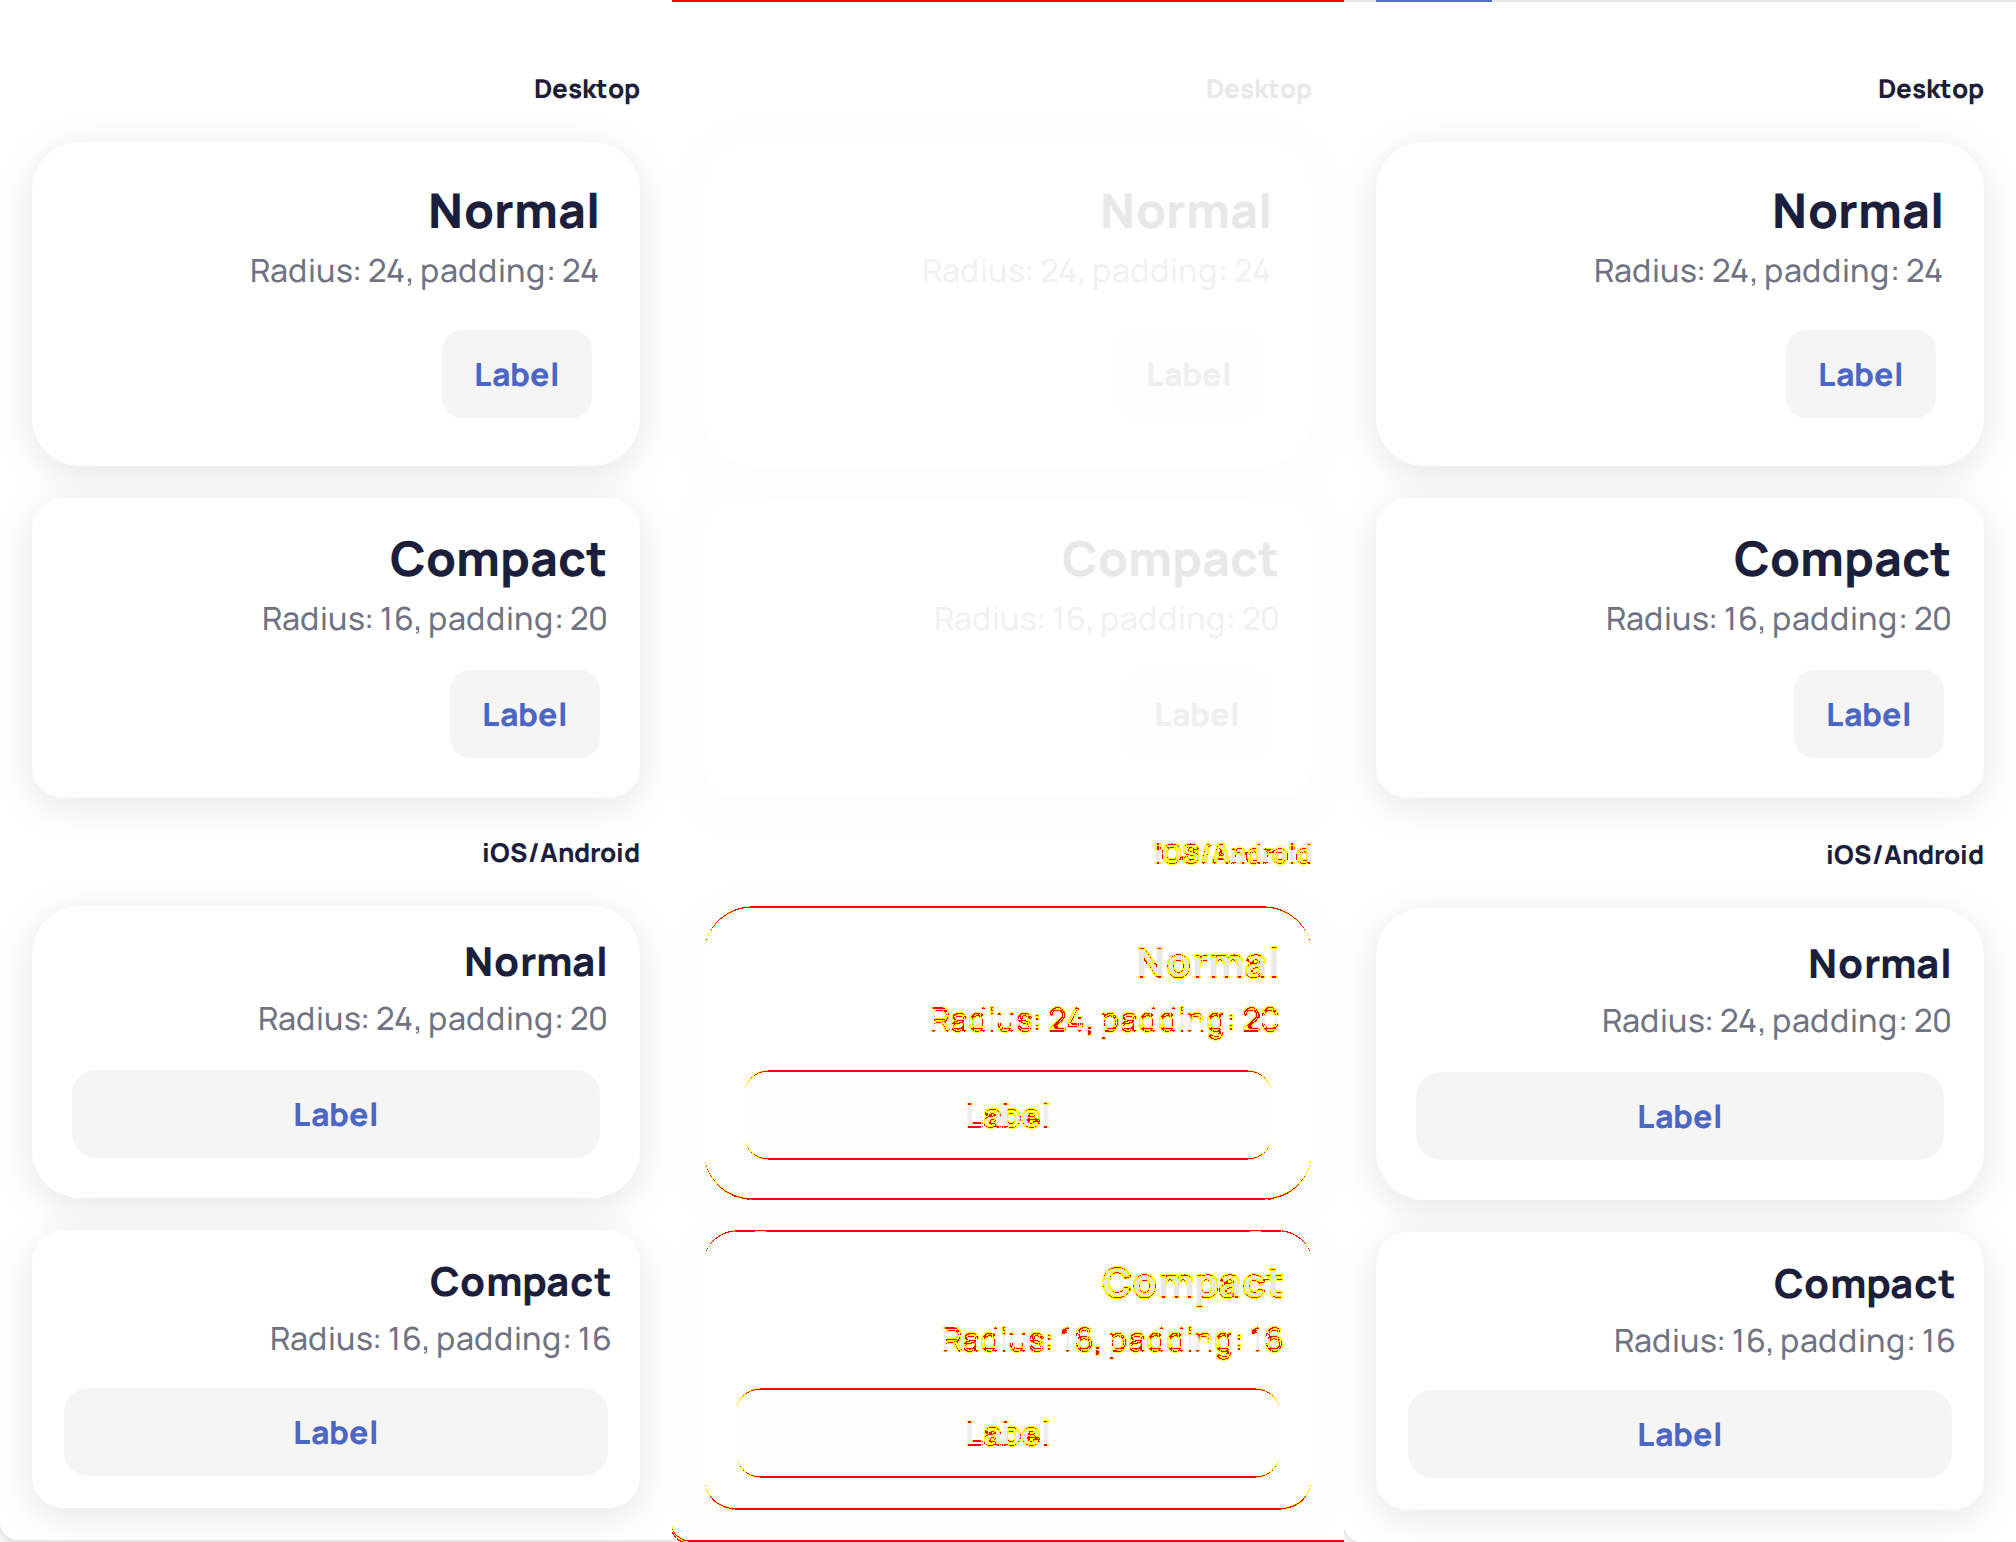 Desktop
Normal
Radius: 24, padding: 24
Label
Compact
Radius: 16, padding: 20
Label
iOS/Android
Normal
Radius: 24, padding: 20
Label
Compact
Radius: 16, padding: 16
Label
Desktop
Normal
Radius: 24, padding: 24
Label
Compact
Radius: 16, padding: 20
Label
iOS/Android
Normal
Radius: 24, padding: 20
Label
Compact
Radius: 16, padding: 16
Label
Desktop
Normal
Radius: 24, padding: 24
Label
Compact
Radius: 16, padding: 20
Label
iOS/Android
Normal
Radius: 24, padding: 20
Label
Compact
Radius: 16, padding: 16
Label